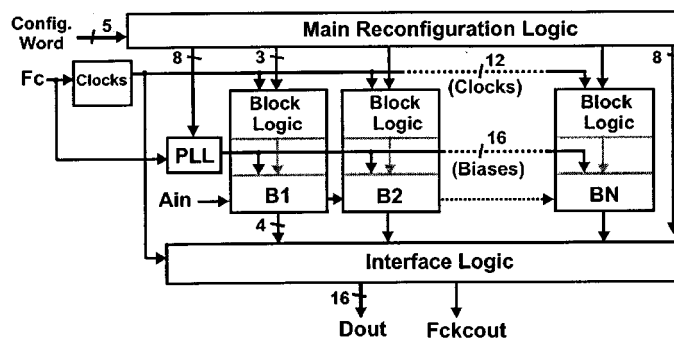 Config.
Word
5
Main Reconfiguration Logic
8
3
8
Fc
Clocks
12
(Clocks)
Block
Logic
Block
Logic
Block
Logic
PLL
16
(Biases)
Ain
B1
B2
BN
4
Interface Logic
16
Dout
Fckcout